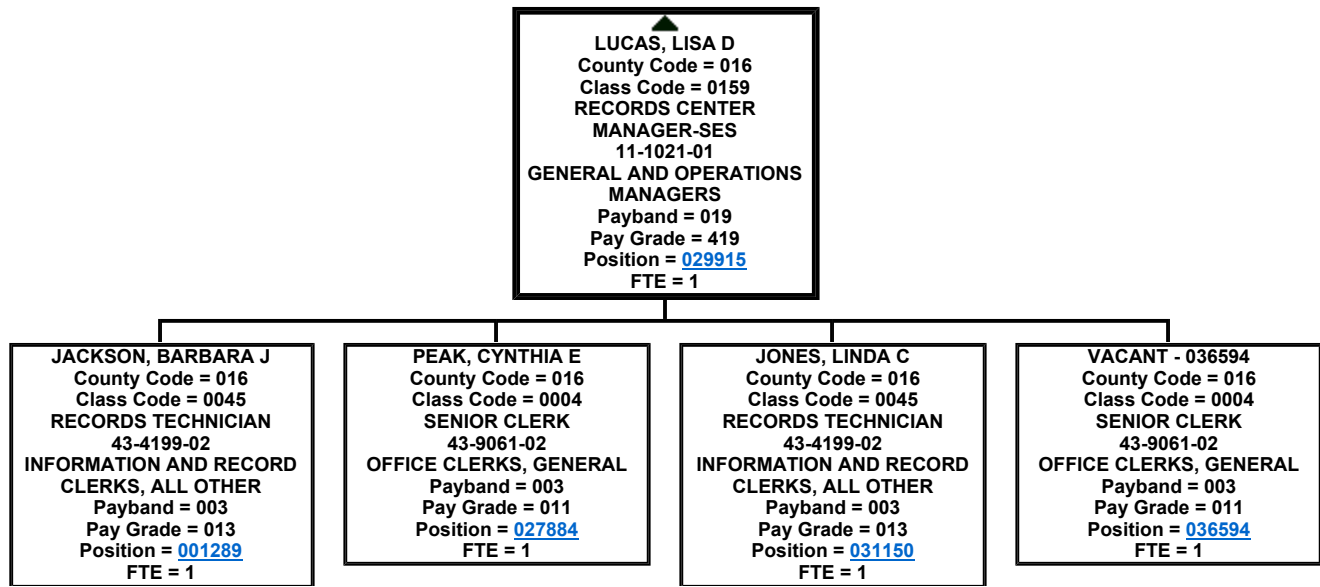 LUCAS, LISA D
County Code = 016
Class Code = 0159
RECORDS CENTER
MANAGER-SES
11-1021-01
GENERAL AND OPERATIONS
MANAGERS
Payband = 019
Pay Grade = 419
Position = 029915
FTE = 1
JACKSON, BARBARA J
County Code = 016
Class Code = 0045
RECORDS TECHNICIAN
43-4199-02
INFORMATION AND RECORD
CLERKS, ALL OTHER
Payband = 003
Pay Grade = 013
Position = 001289
FTE = 1
PEAK, CYNTHIA E
County Code = 016
Class Code = 0004
SENIOR CLERK
43-9061-02
OFFICE CLERKS, GENERAL
Payband = 003
Pay Grade = 011
Position = 027884
FTE = 1
JONES, LINDA C
County Code = 016
Class Code = 0045
RECORDS TECHNICIAN
43-4199-02
INFORMATION AND RECORD
CLERKS, ALL OTHER
Payband = 003
Pay Grade = 013
Position = 031150
FTE = 1
VACANT - 036594
County Code = 016
Class Code = 0004
SENIOR CLERK
43-9061-02
OFFICE CLERKS, GENERAL
Payband = 003
Pay Grade = 011
Position = 036594
FTE = 1